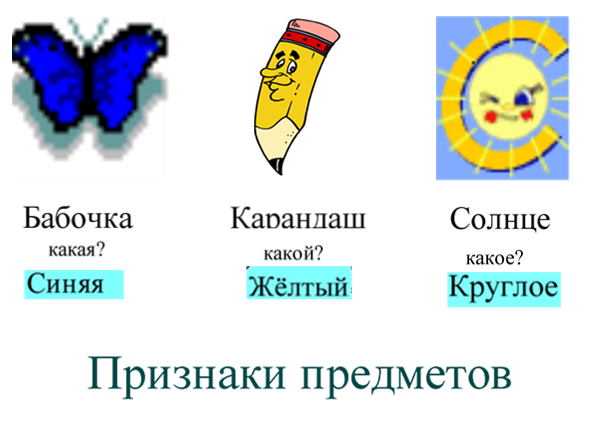 Бабочка Карандаш Солнце
какая? какой? какое?
Синяя Жёлтый Круглое
Признаки предметов